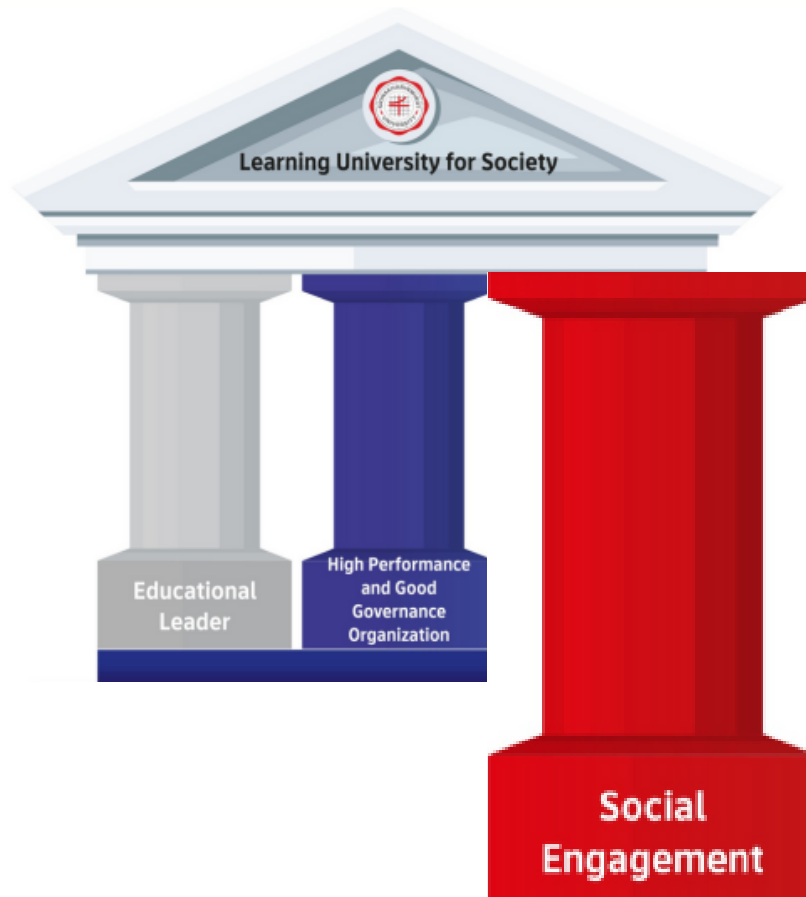 Learning University for Society
Educational
Leader
High Performance
and Good
Governance
Organization
Social
Engagement